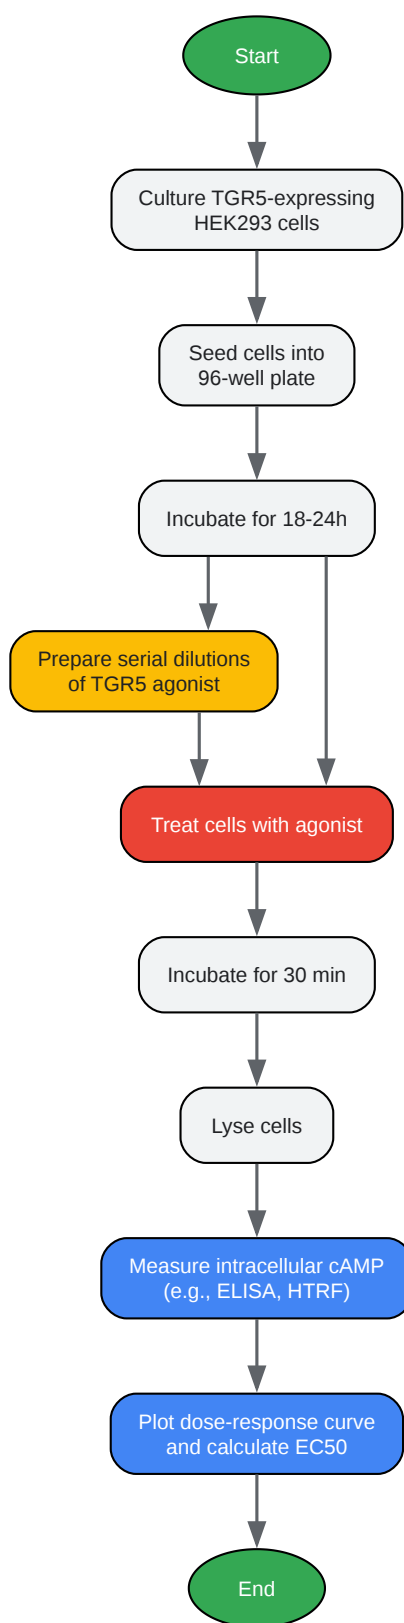 Start
Culture TGR5-expressing
HEK293 cells
Seed cells into
96-well plate
Incubate for 18-24h
Prepare serial dilutions
of TGR5 agonist
Treat cells with agonist
Incubate for 30 min
Lyse cells
Measure intracellular cAMP
(e.g., ELISA, HTRF)
Plot dose-response curve
and calculate EC50
End